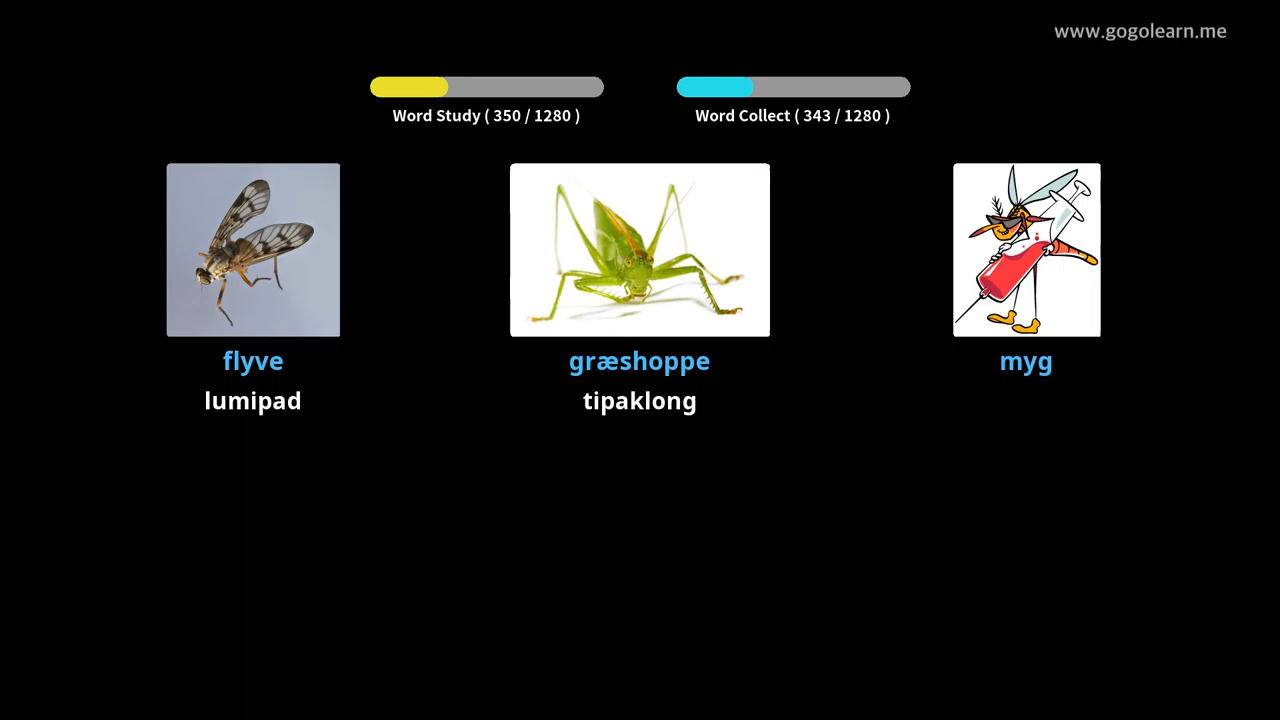 www.gogolearn.me
Word Study ( 350 / 1280 )
Word Collect ( 343 / 1280 )
flyve
græshoppe
myg
lumipad
tipaklong